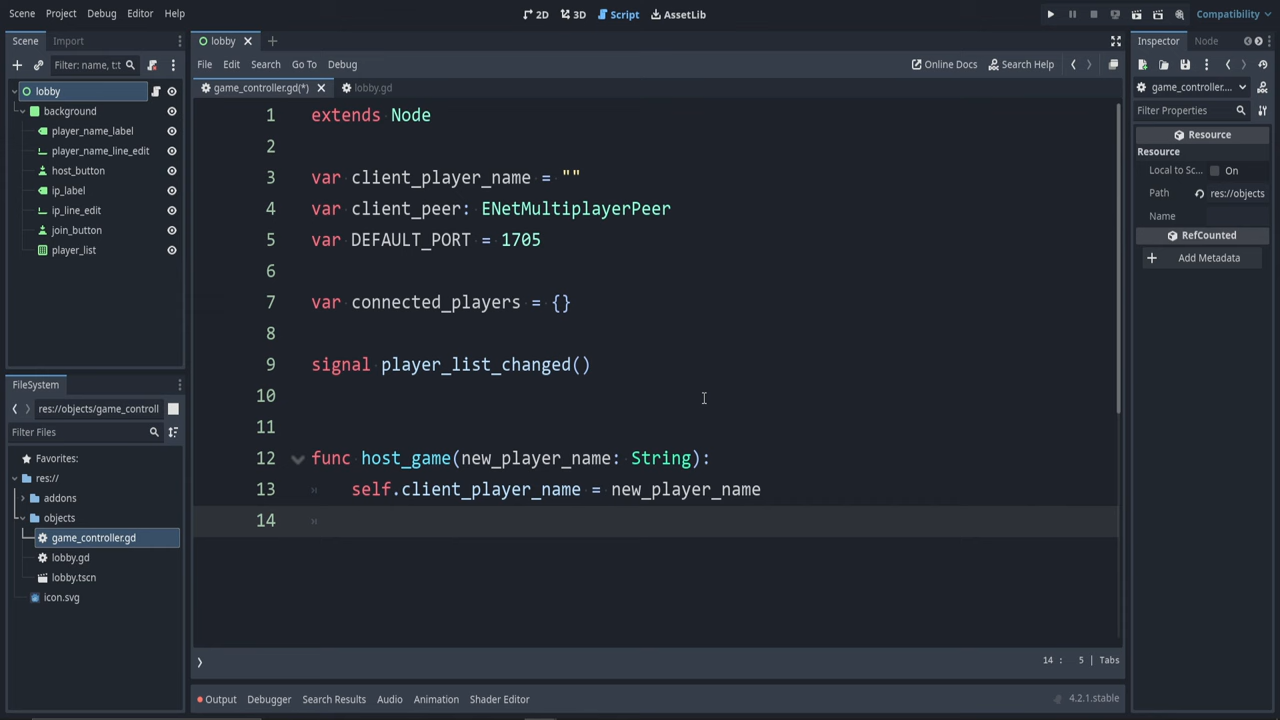 Scene Project Debug Editor Help
2D 3D Script AssetLib
Compatibility
Scene Import
Filter: name, t:t
lobby
background
player_name_label
player_name_line_edit
host_button
ip_label
ip_line_edit
join_button
player_list
FileSystem
res://objects/game_controll
Filter Files
Favorites:
res://
addons
objects
game_controller.gd
lobby.gd
lobby.tscn
icon.svg
lobby
File Edit Search Go To Debug
Online Docs Search Help
game_controller.gd(*) lobby.gd
1 extends Node
2
3 var client_player_name = ""
4 var client_peer: ENetMultiplayerPeer
5 var DEFAULT_PORT = 1705
6
7 var connected_players = {}
8
9 signal player_list_changed()
10
11
12 func host_game(new_player_name: String):
13 self.client_player_name = new_player_name
14
14 : 5 | Tabs
Output Debugger Search Results Audio Animation Shader Editor
4.2.1.stable
Inspector Node
game_controller....
Filter Properties
Resource
Resource
Local to Sc... On
Path res://objects
Name
RefCounted
Add Metadata